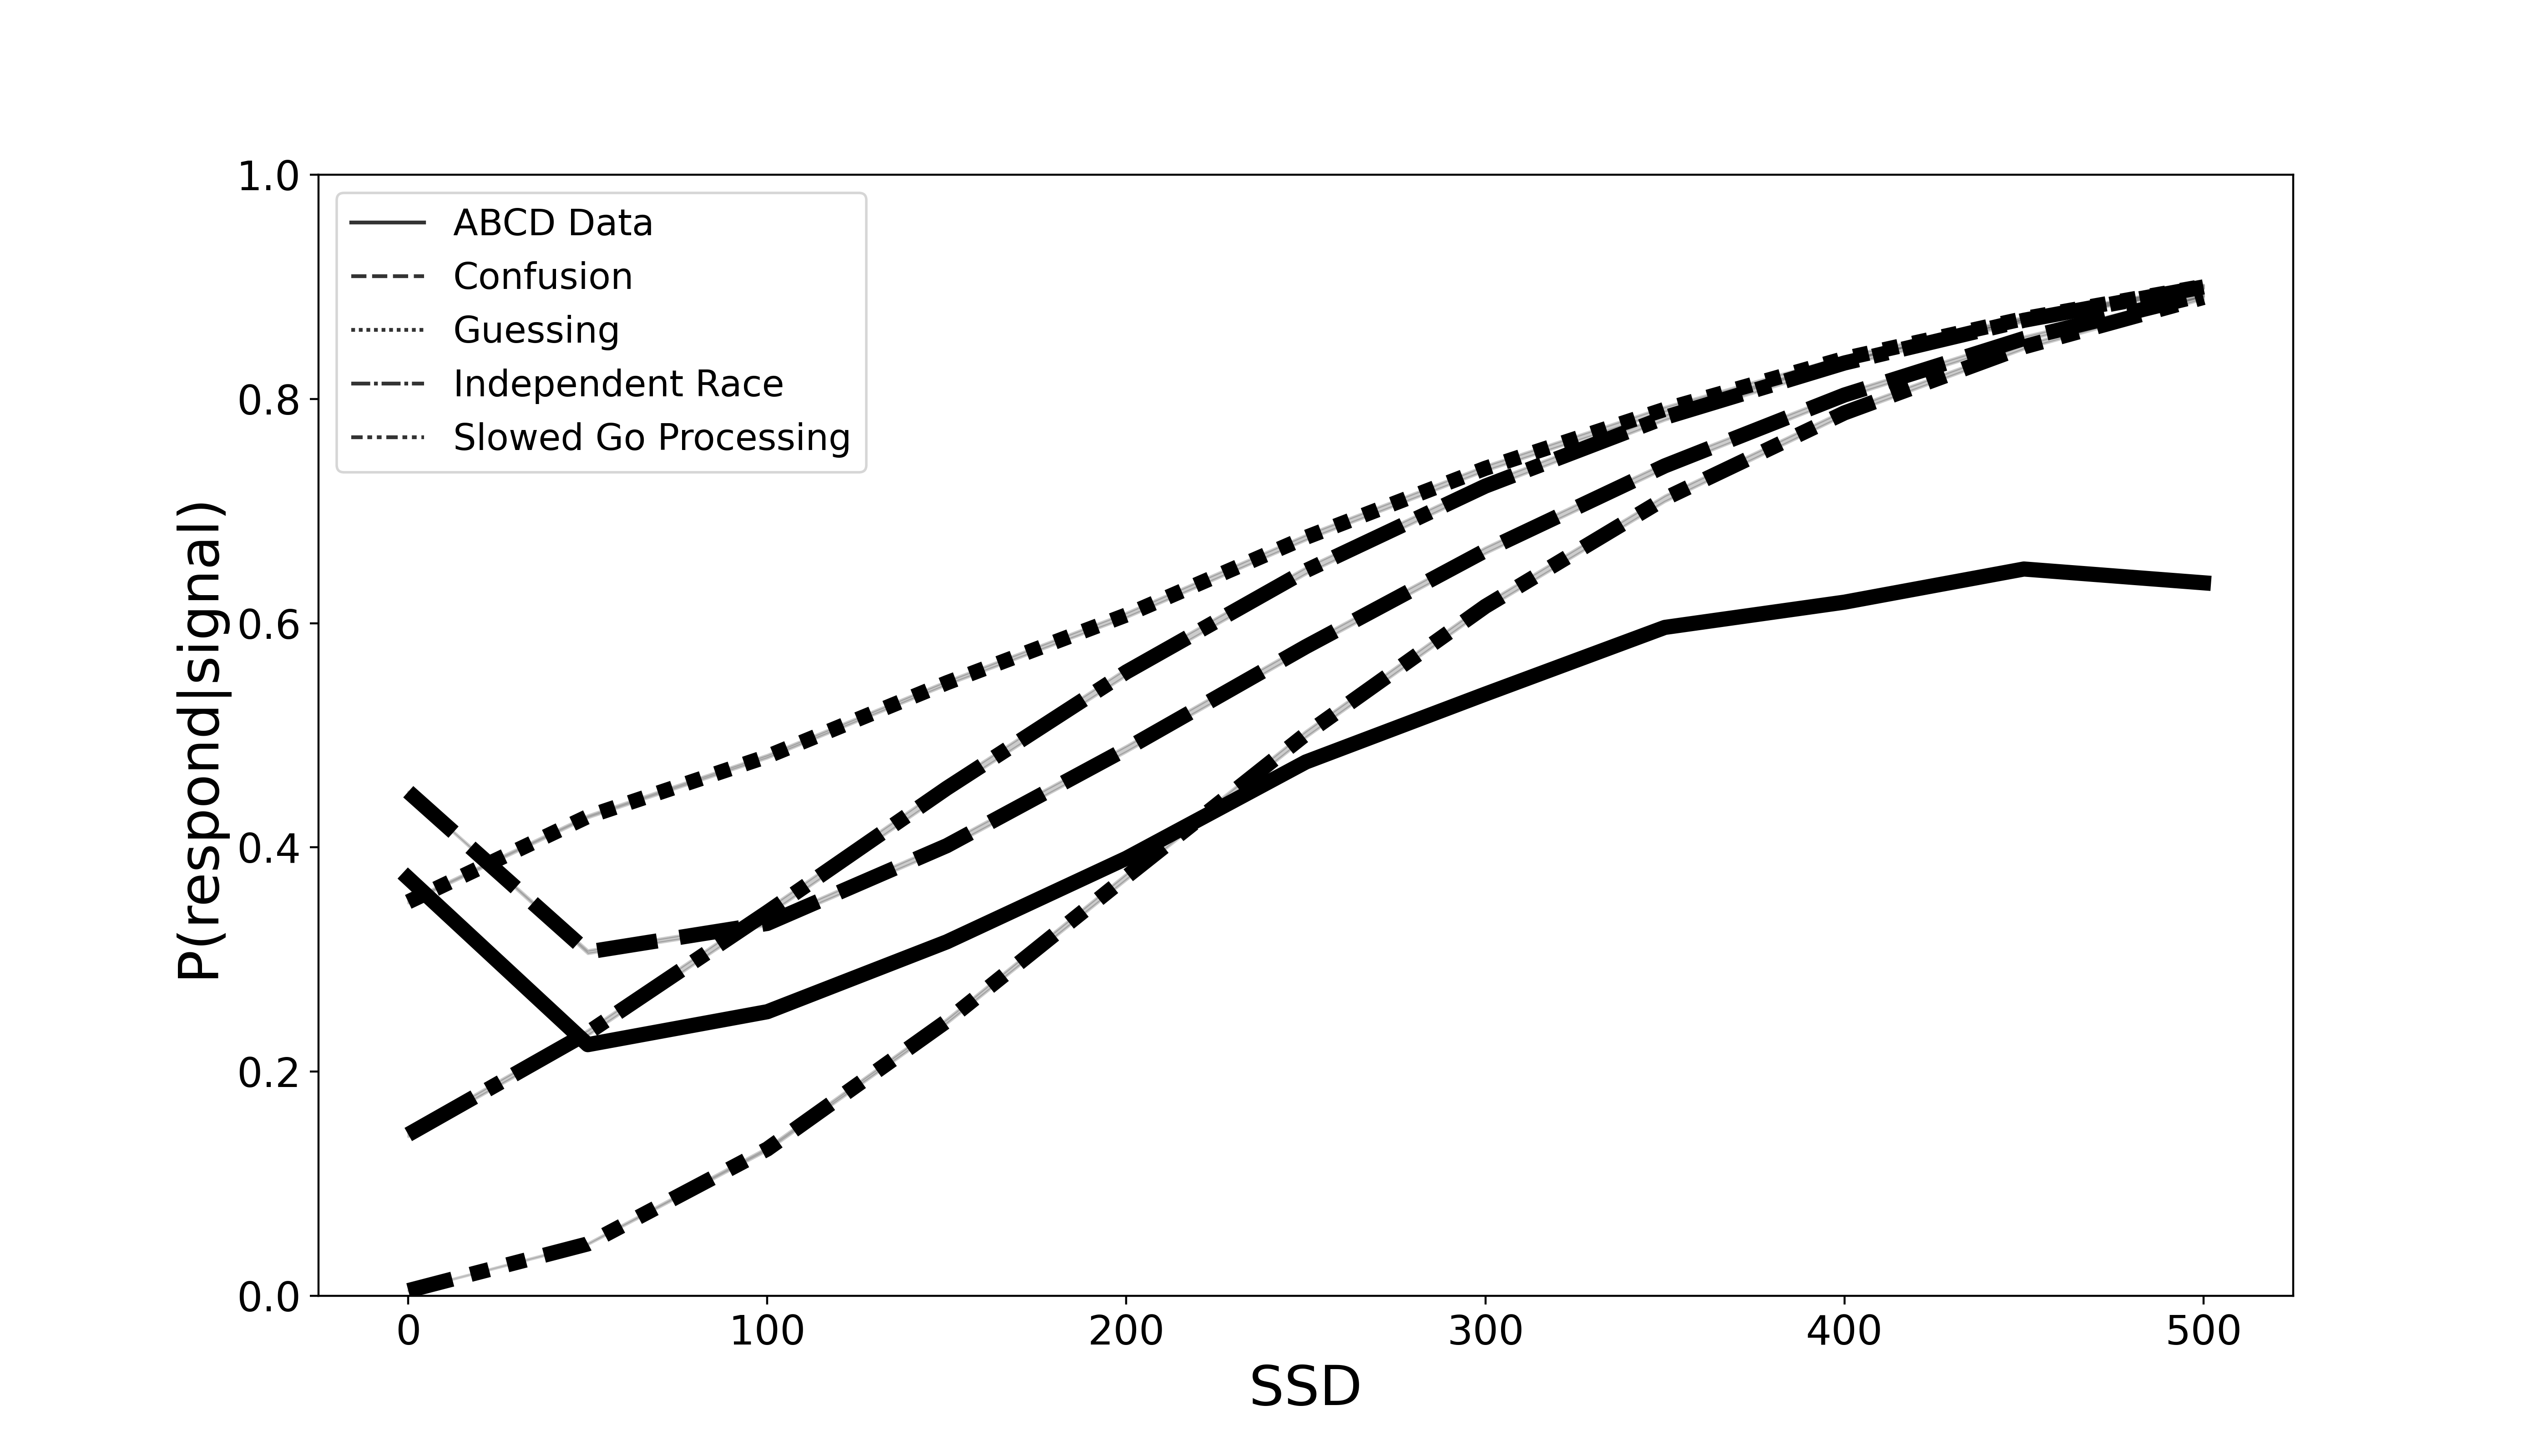 1.0
ABCD Data
Confusion
Guessing
Independent Race
Slowed Go Processing
0.8
0.6
0.4
0.2
0.0
P(respond|signal)
0 100 200 300 400 500
SSD